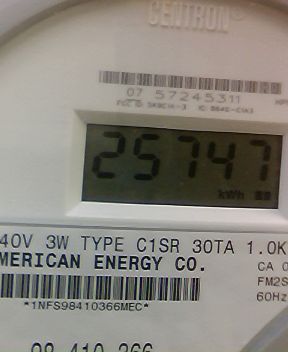 CENTRON®
07 57245311
25747
kWh
40V 3W TYPE C1SR 30TA 1.0K
MERICAN ENERGY CO.
CA 0
FM2S
60Hz
*1NFS98410366MEC*
98 410 366